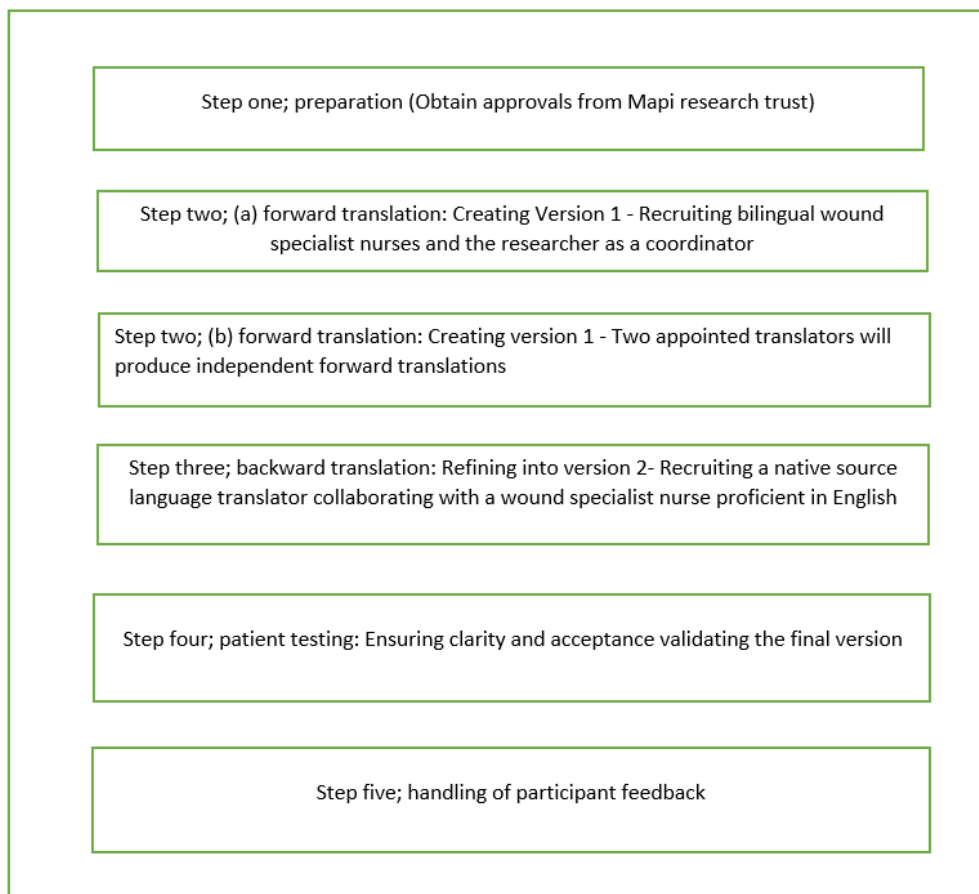 Step one; preparation (Obtain approvals from Mapi research trust)
Step two; (a) forward translation: Creating Version 1 - Recruiting bilingual wound
specialist nurses and the researcher as a coordinator
Step two; (b) forward translation: Creating version 1 - Two appointed translators will
produce independent forward translations
Step three; backward translation: Refining into version 2- Recruiting a native source
language translator collaborating with a wound specialist nurse proficient in English
Step four; patient testing: Ensuring clarity and acceptance validating the final version
Step five; handling of participant feedback